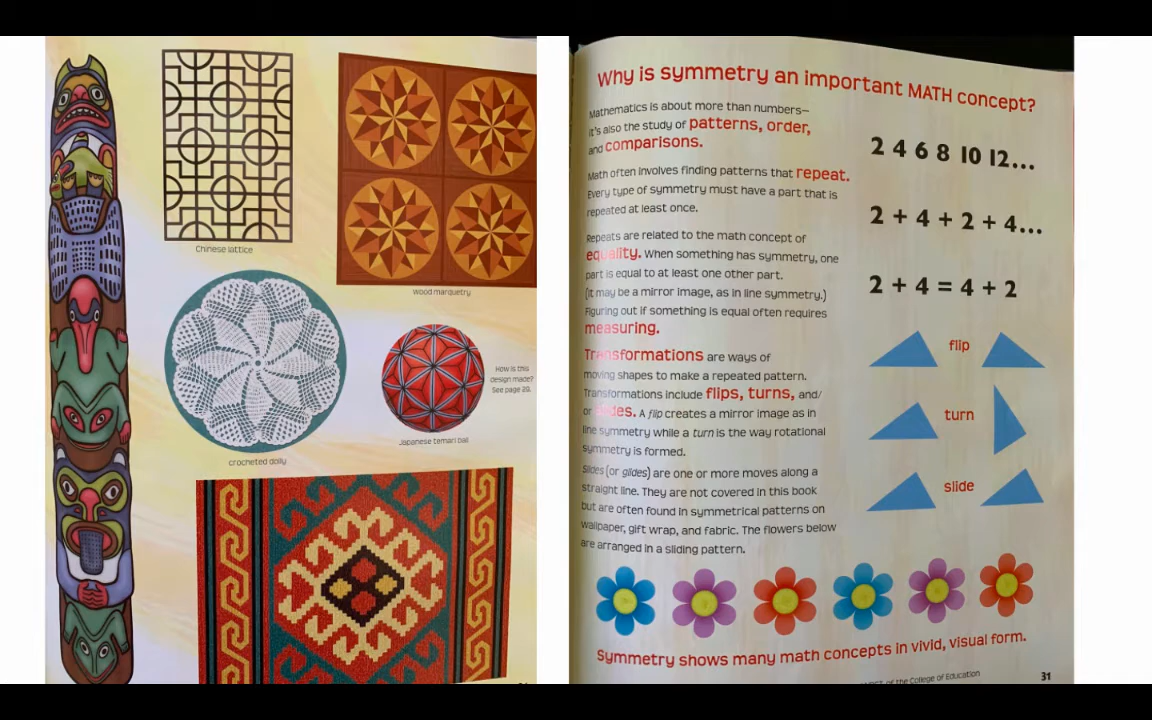 Chinese lattice
wood marquetry
How is this
design made?
See page 29.
Japanese temari ball
crocheted doily
Why is symmetry an important MATH concept?
Mathematics is about more than numbers—
it's also the study of patterns, order,
and comparisons.
Math often involves finding patterns that repeat.
Every type of symmetry must have a part that is
repeated at least once.
Repeats are related to the math concept of
equality. When something has symmetry, one
part is equal to at least one other part.
(It may be a mirror image, as in line symmetry.)
Figuring out if something is equal often requires
measuring.
Transformations are ways of
moving shapes to make a repeated pattern.
Transformations include flips, turns, and/
or slides. A flip creates a mirror image as in
line symmetry while a turn is the way rotational
symmetry is formed.
Slides (or glides) are one or more moves along a
straight line. They are not covered in this book
but are often found in symmetrical patterns on
wallpaper, gift wrap, and fabric. The flowers below
are arranged in a sliding pattern.
2 4 6 8 10 12...
2 + 4 + 2 + 4...
2 + 4 = 4 + 2
flip
turn
slide
Symmetry shows many math concepts in vivid, visual form.
of the College of Education
31